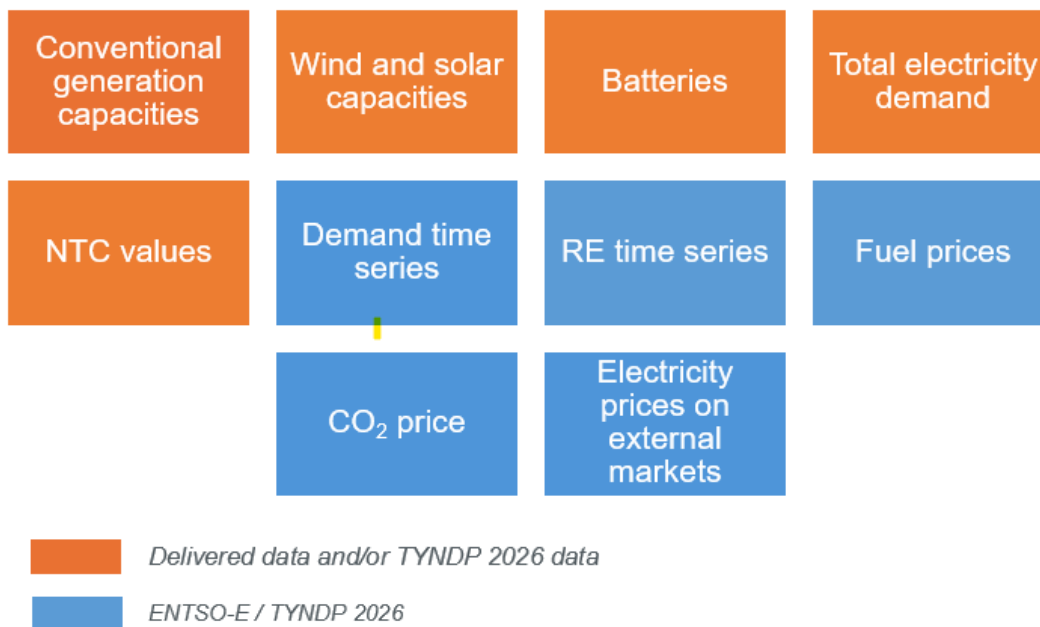 Conventional
generation
capacities
Wind and solar
capacities
Batteries
Total electricity
demand
NTC values
Demand time
series
RE time series
Fuel prices
CO₂ price
Electricity
prices on
external
markets
Delivered data and/or TYNDP 2026 data
ENTSO-E / TYNDP 2026